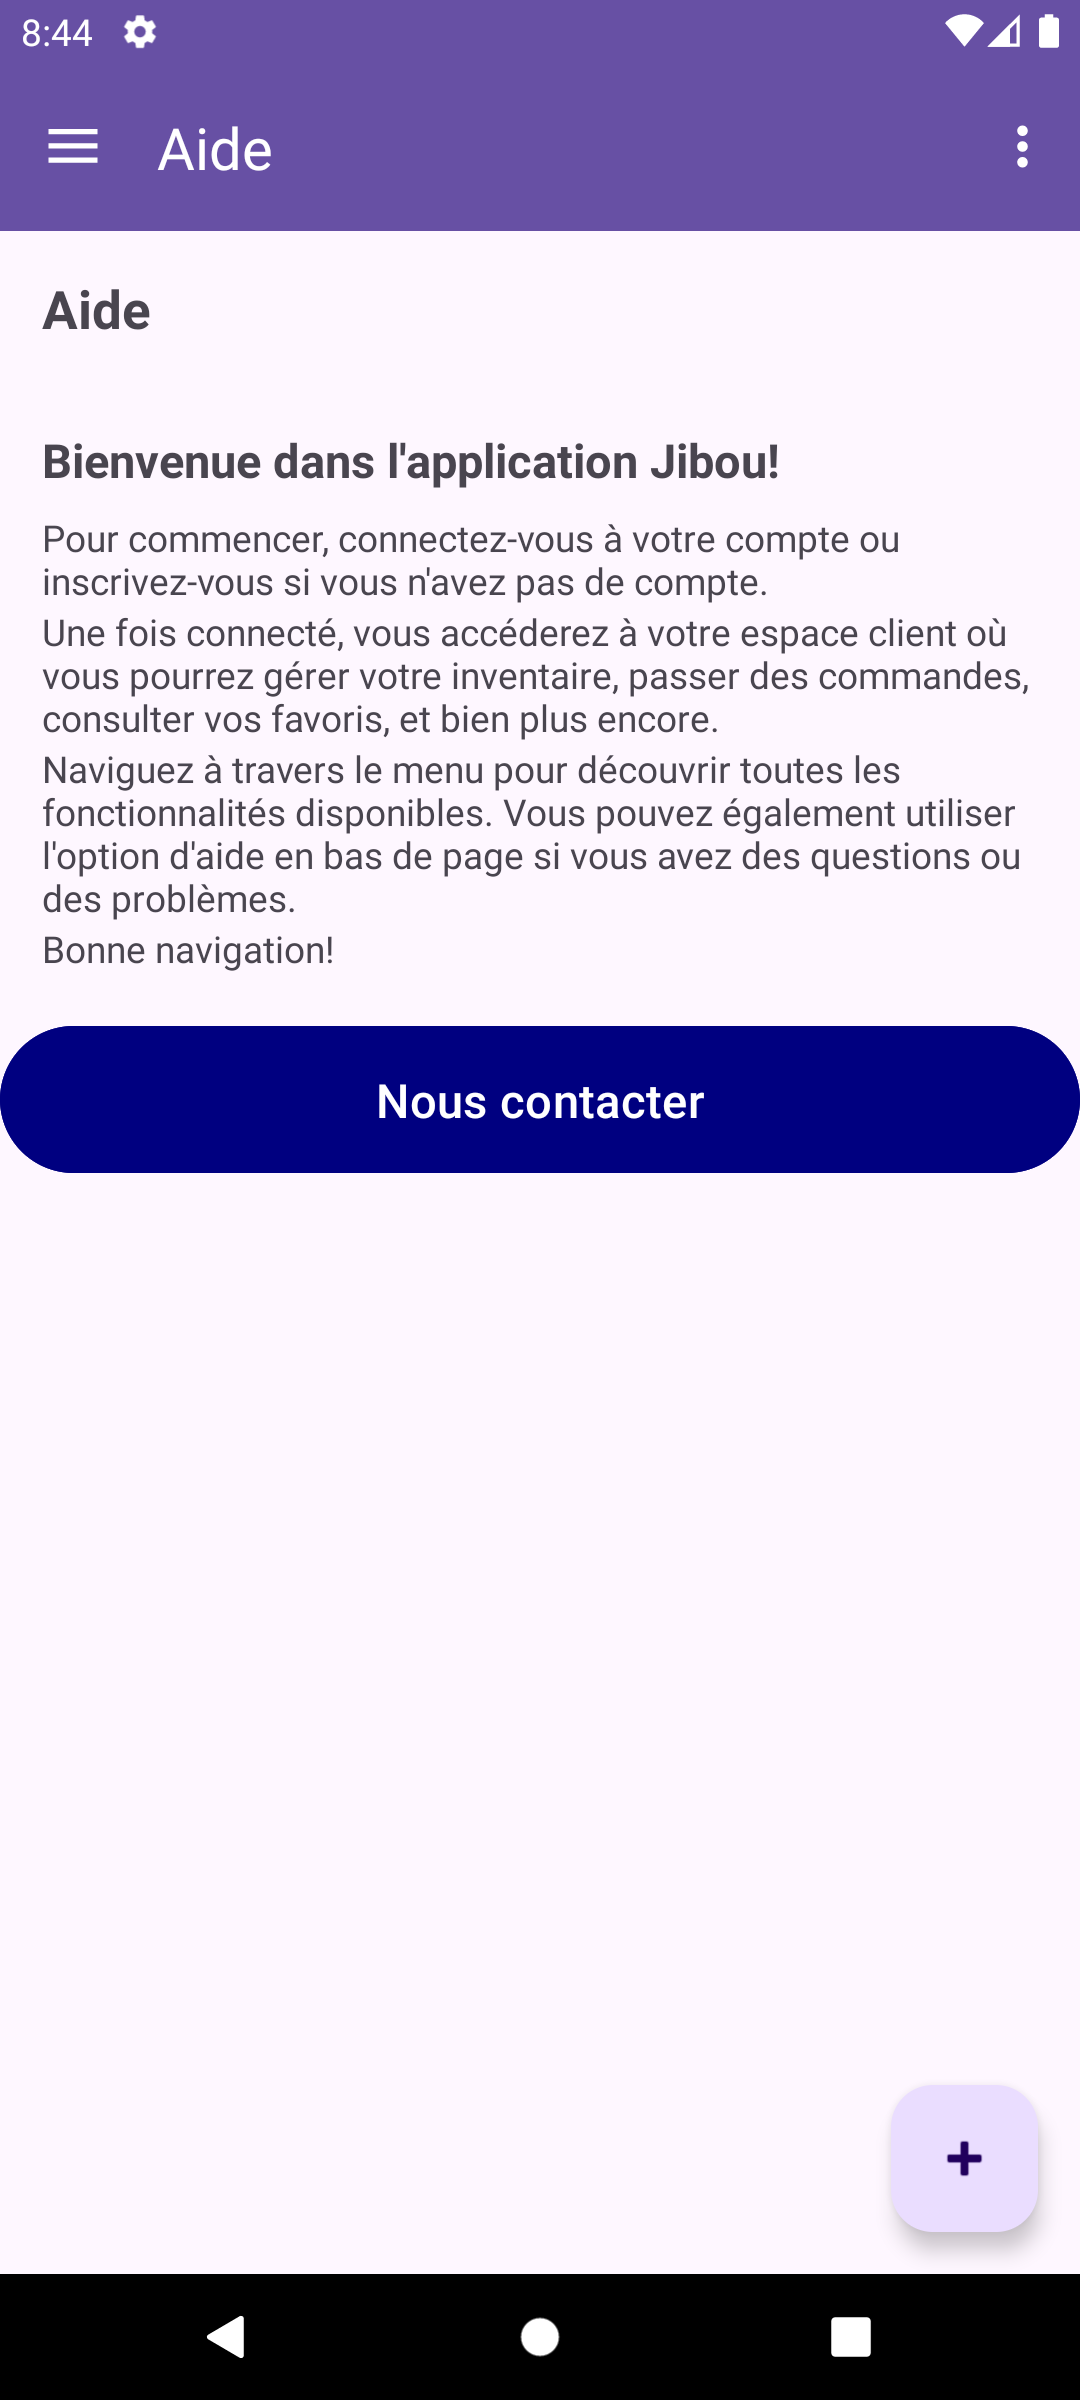 8:44
Aide
Aide
Bienvenue dans l'application Jibou!
Pour commencer, connectez-vous à votre compte ou
inscrivez-vous si vous n'avez pas de compte.
Une fois connecté, vous accéderez à votre espace client où
vous pourrez gérer votre inventaire, passer des commandes,
consulter vos favoris, et bien plus encore.
Naviguez à travers le menu pour découvrir toutes les
fonctionnalités disponibles. Vous pouvez également utiliser
l'option d'aide en bas de page si vous avez des questions ou
des problèmes.
Bonne navigation!
Nous contacter